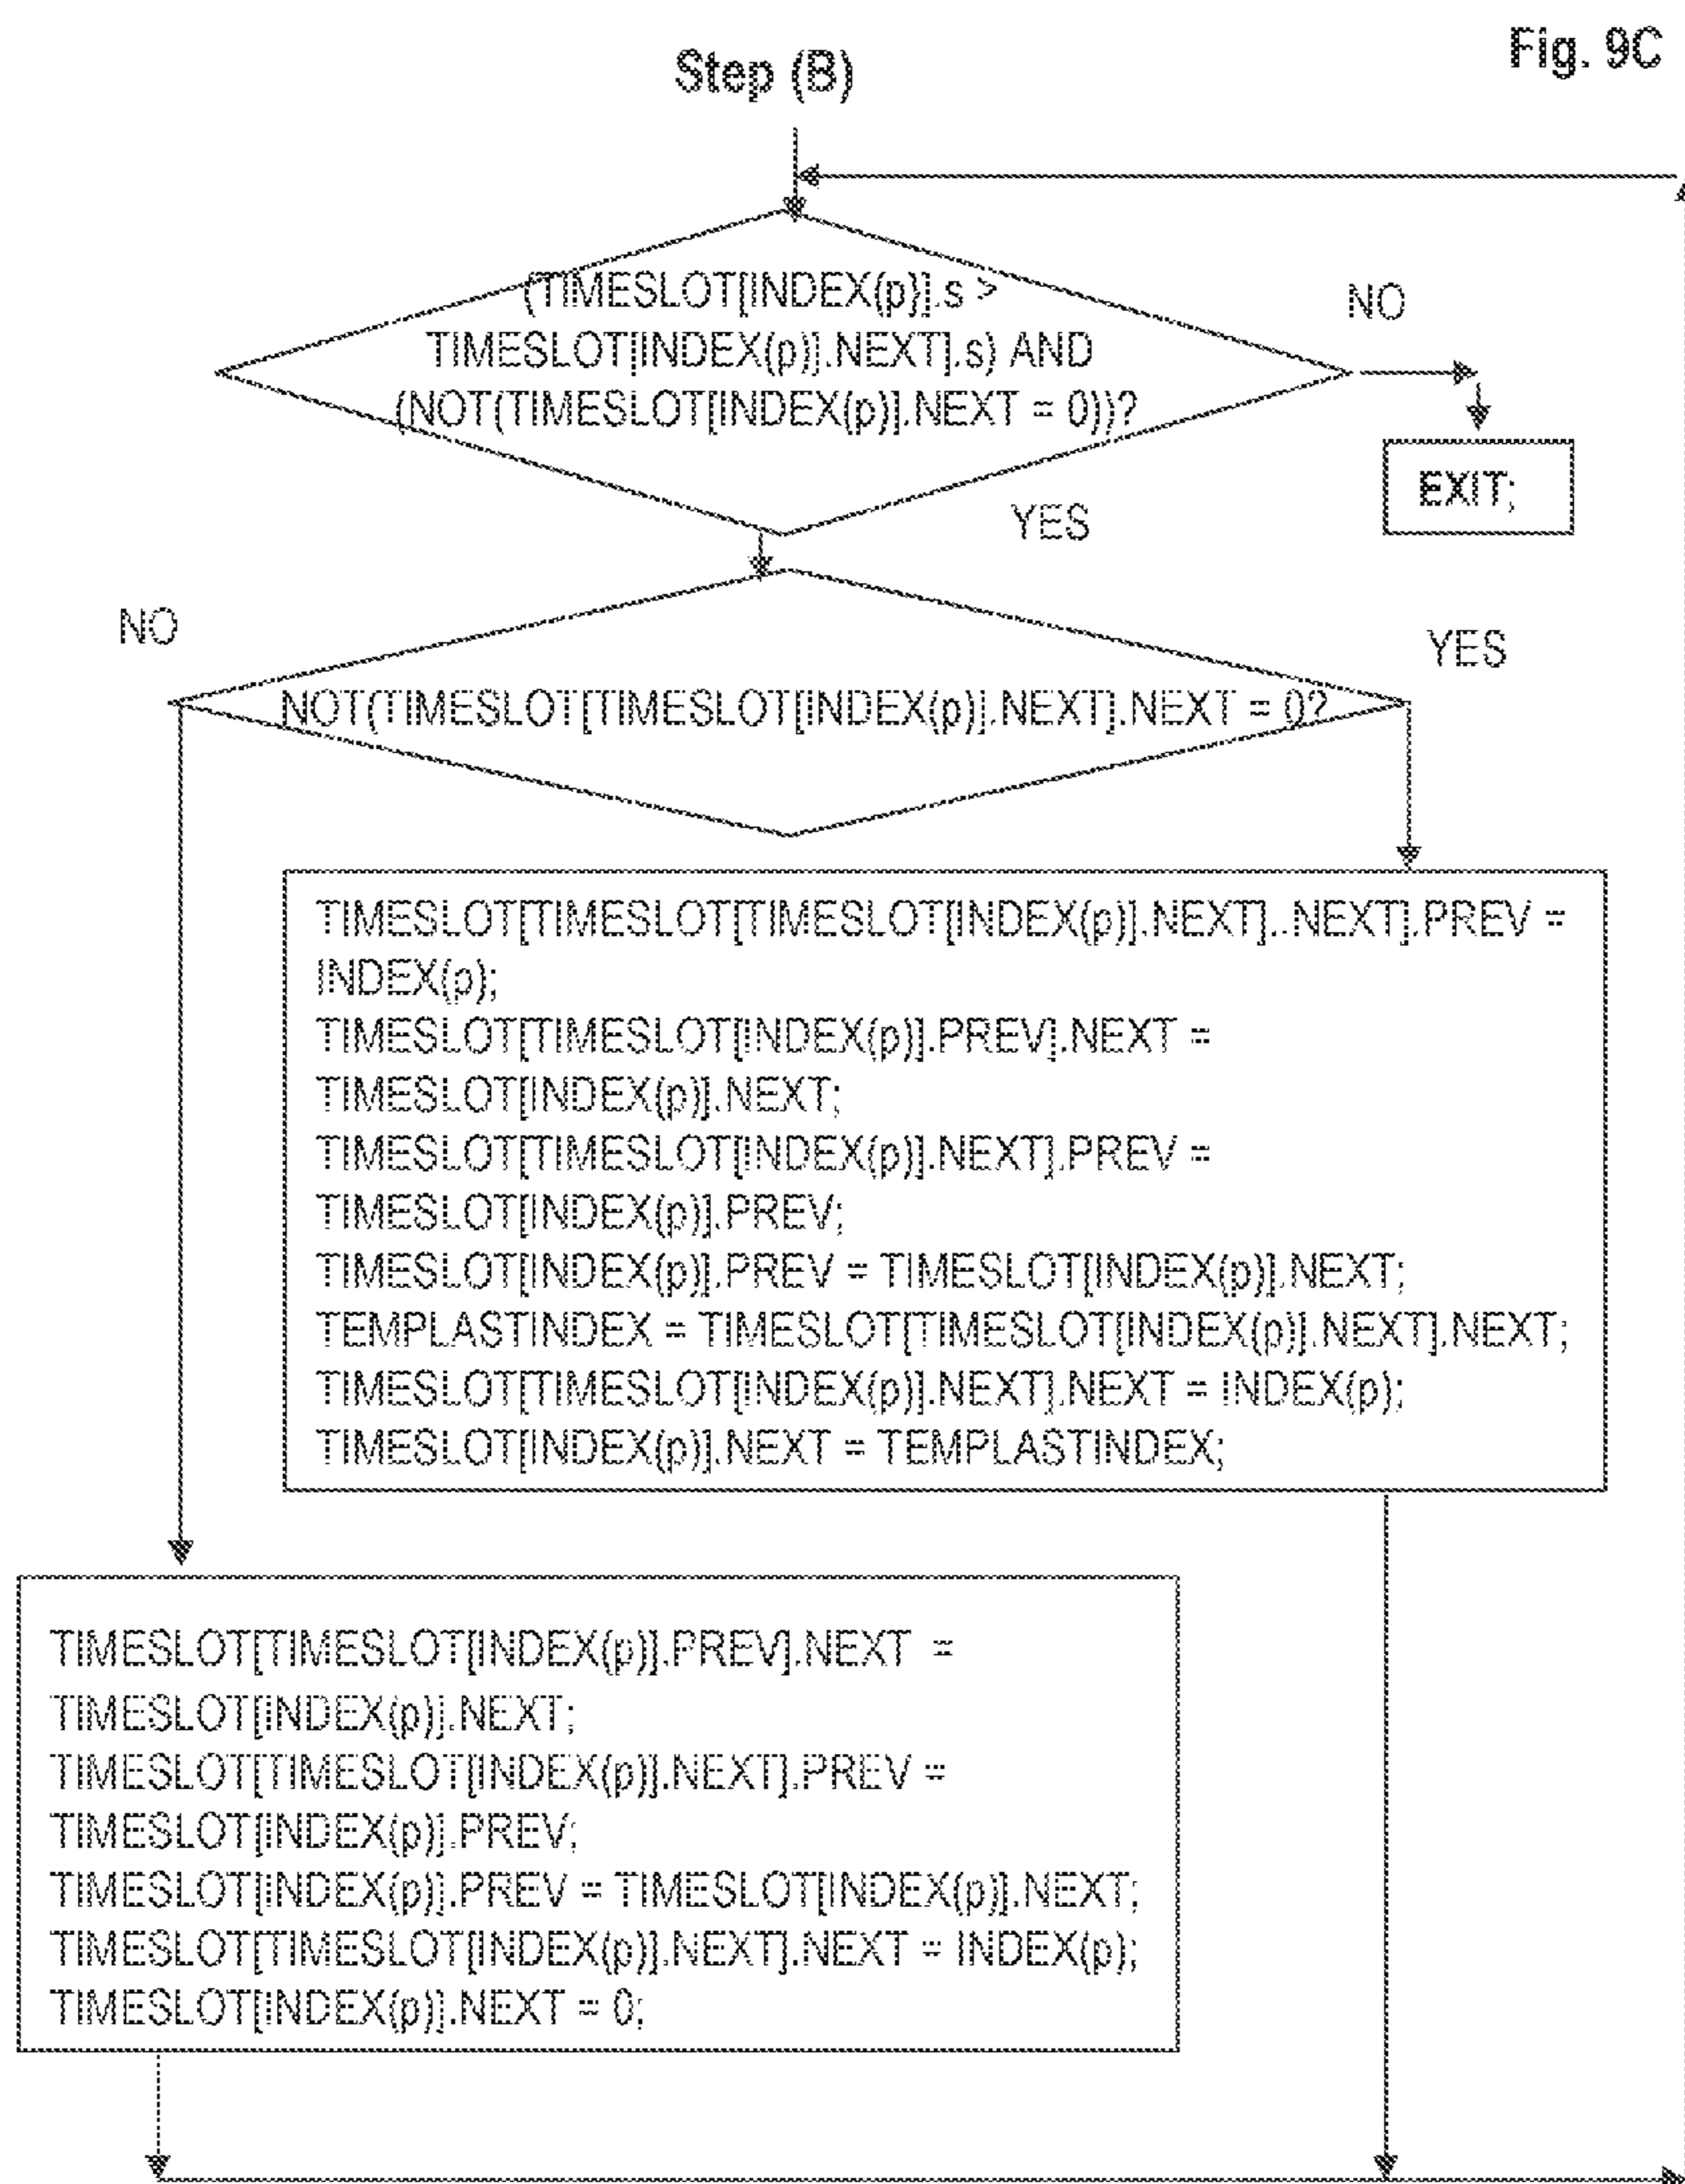 Fig. 9C
Step (B)
(TIMESLOT[INDEX(p)].s >
TIMESLOT[INDEX(p)].NEXT].s) AND
(NOT(TIMESLOT[INDEX(p)].NEXT = 0))?
NO
EXIT;
YES
NO
YES
NOT(TIMESLOT[TIMESLOT[INDEX(p)].NEXT].NEXT = 0?
TIMESLOT[TIMESLOT[TIMESLOT[INDEX(p)].NEXT]..NEXT].PREV =
INDEX(p);
TIMESLOT[TIMESLOT[INDEX(p)].PREV].NEXT =
TIMESLOT[INDEX(p)].NEXT;
TIMESLOT[TIMESLOT[INDEX(p)].NEXT].PREV =
TIMESLOT[INDEX(p)].PREV;
TIMESLOT[INDEX(p)].PREV = TIMESLOT[INDEX(p)].NEXT;
TEMPLASTINDEX = TIMESLOT[TIMESLOT[INDEX(p)].NEXT].NEXT;
TIMESLOT[TIMESLOT[INDEX(p)].NEXT].NEXT = INDEX(p);
TIMESLOT[INDEX(p)].NEXT = TEMPLASTINDEX;
TIMESLOT[TIMESLOT[INDEX(p)].PREV].NEXT =
TIMESLOT[INDEX(p)].NEXT;
TIMESLOT[TIMESLOT[INDEX(p)].NEXT].PREV =
TIMESLOT[INDEX(p)].PREV;
TIMESLOT[INDEX(p)].PREV = TIMESLOT[INDEX(p)].NEXT;
TIMESLOT[TIMESLOT[INDEX(p)].NEXT].NEXT = INDEX(p);
TIMESLOT[INDEX(p)].NEXT = 0;